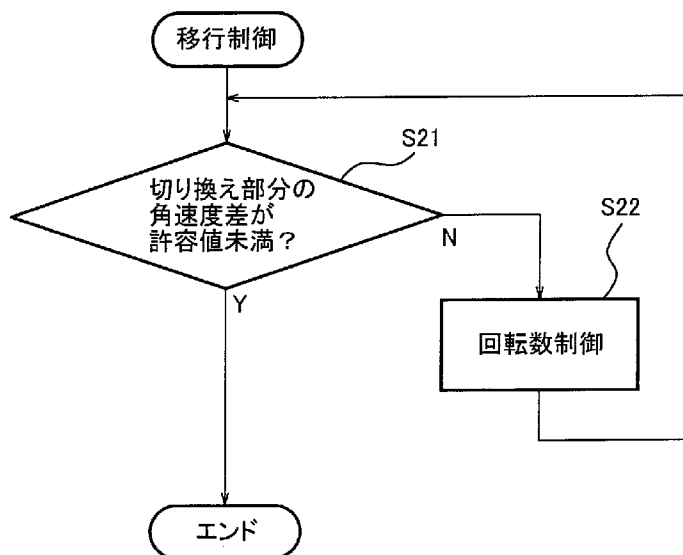 移行制御
S21
切り換え部分の
角速度差が
許容値未満？
N
S22
Y
回転数制御
エンド